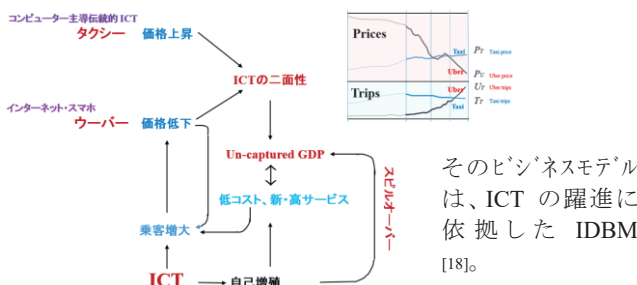 コンピューター主導伝統的 ICT
タクシー 価格上昇
ICTの二面性
インターネット・スマホ
ウーバー 価格低下
Un-captured GDP
低コスト、新・高サービス
乗客増大
ICT
自己増殖
スピルオーバー
Prices
Taxi
Uber
PT Taxi price
PU Uber price
Trips
Uber
Taxi
UT Uber trips
TT Taxi trips
そのビジネスモデル
は、ICT の躍進に
依拠した IDBM
[18]。